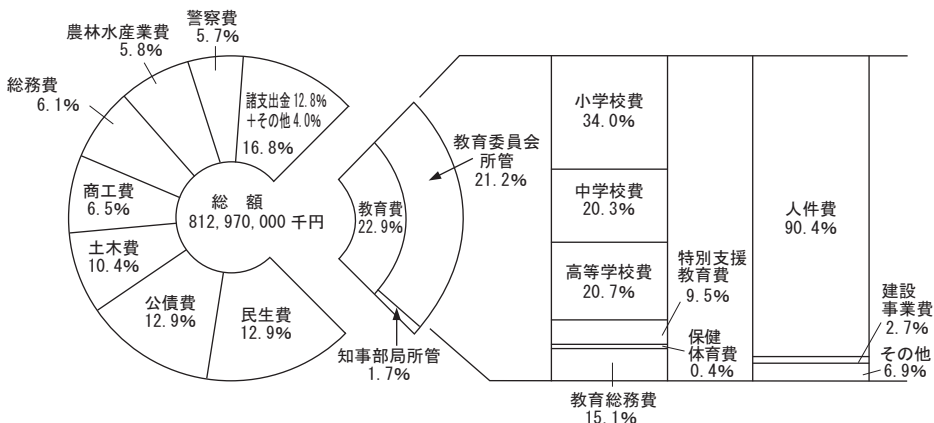 警察費
5.7%
農林水産業費
5.8%
総務費
6.1%
商工費
6.5%
土木費
10.4%
公債費
12.9%
民生費
12.9%
諸支出金12.8%
+その他4.0%
16.8%
総 額
812,970,000千円
教育費
22.9%
教育委員会
所管
21.2%
知事部局所管
1.7%
小学校費
34.0%
中学校費
20.3%
高等学校費
20.7%
特別支援
教育費
9.5%
保健
体育費
0.4%
教育総務費
15.1%
人件費
90.4%
建設
事業費
2.7%
その他
6.9%